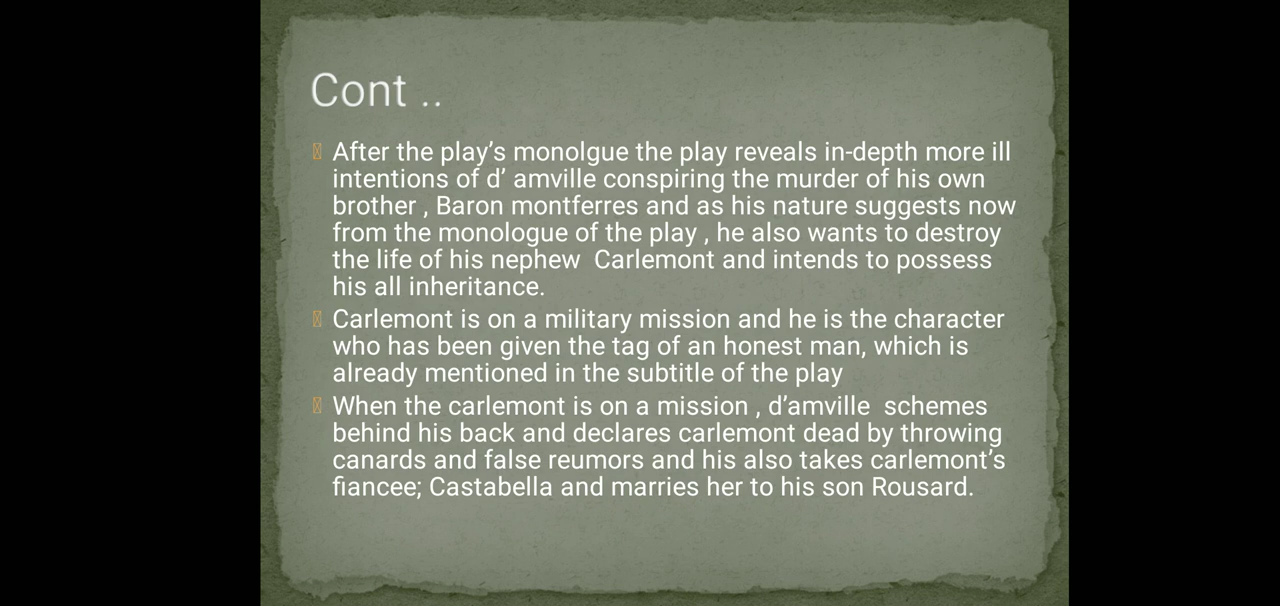 Cont ..
After the play’s monolgue the play reveals in-depth more ill
intentions of d’ amville conspiring the murder of his own
brother , Baron montferres and as his nature suggests now
from the monologue of the play , he also wants to destroy
the life of his nephew  Carlemont and intends to possess
his all inheritance.
Carlemont is on a military mission and he is the character
who has been given the tag of an honest man, which is
already mentioned in the subtitle of the play
When the carlemont is on a mission , d’amville  schemes
behind his back and declares carlemont dead by throwing
canards and false reumors and his also takes carlemont’s
fiancee; Castabella and marries her to his son Rousard.